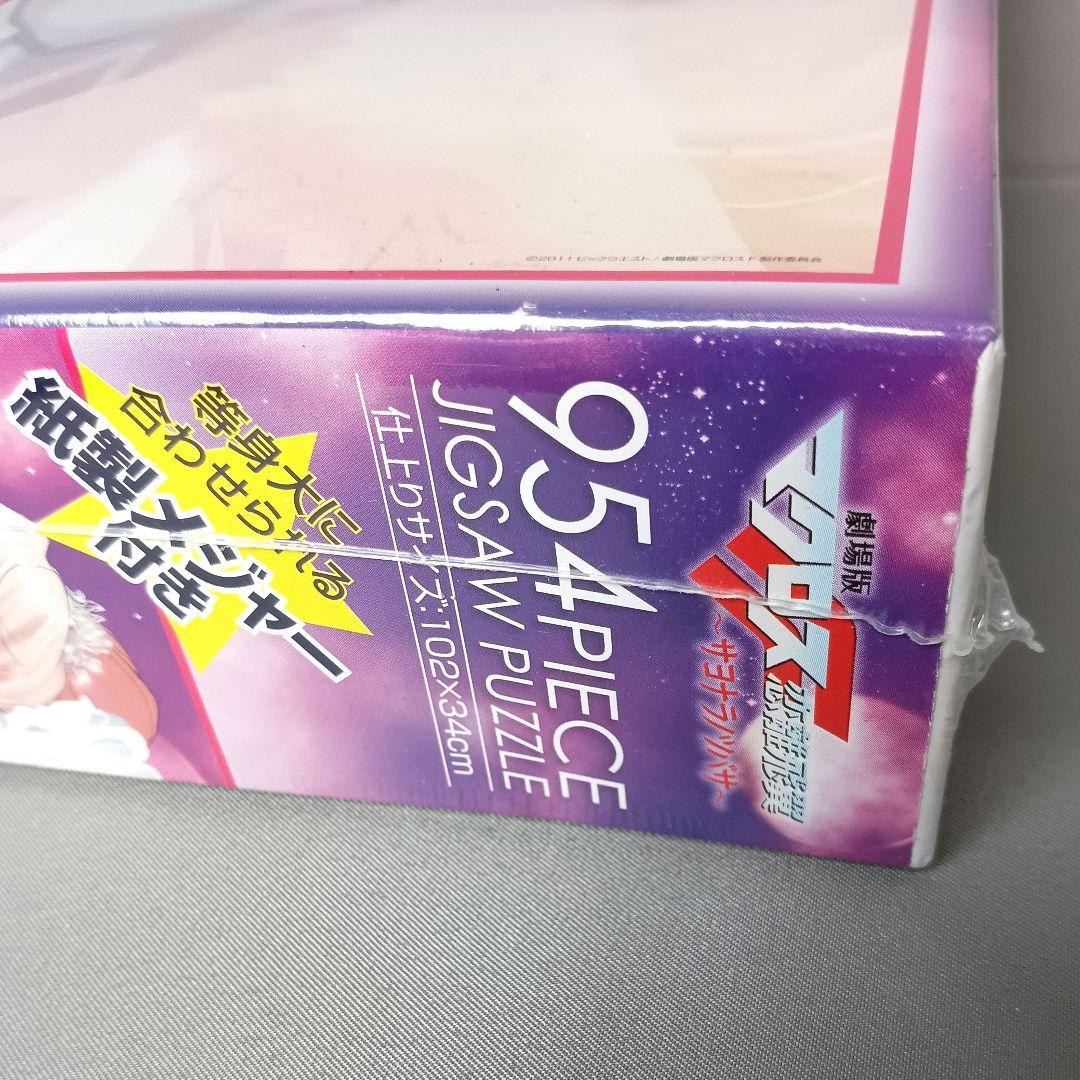 ©2011 ビックウエスト/劇場版マクロスF製作委員会
劇場版
マクロスF
恋離飛翼
〜サヨナラノツバサ〜
954PIECE
JIGSAW PUZZLE
仕上りサイズ:102×34cm
等身大に
合わせられる
紙製メジャー
付き